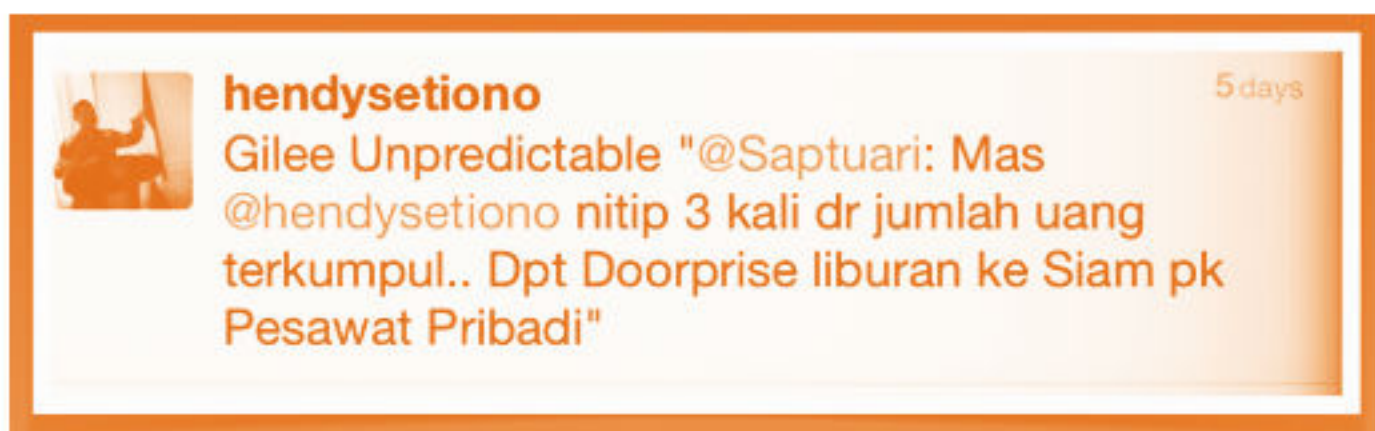 hendysetiono
5 days
Gilee Unpredictable "@Saptuari: Mas
@hendysetiono nitip 3 kali dr jumlah uang
terkumpul.. Dpt Doorprise liburan ke Siam pk
Pesawat Pribadi"